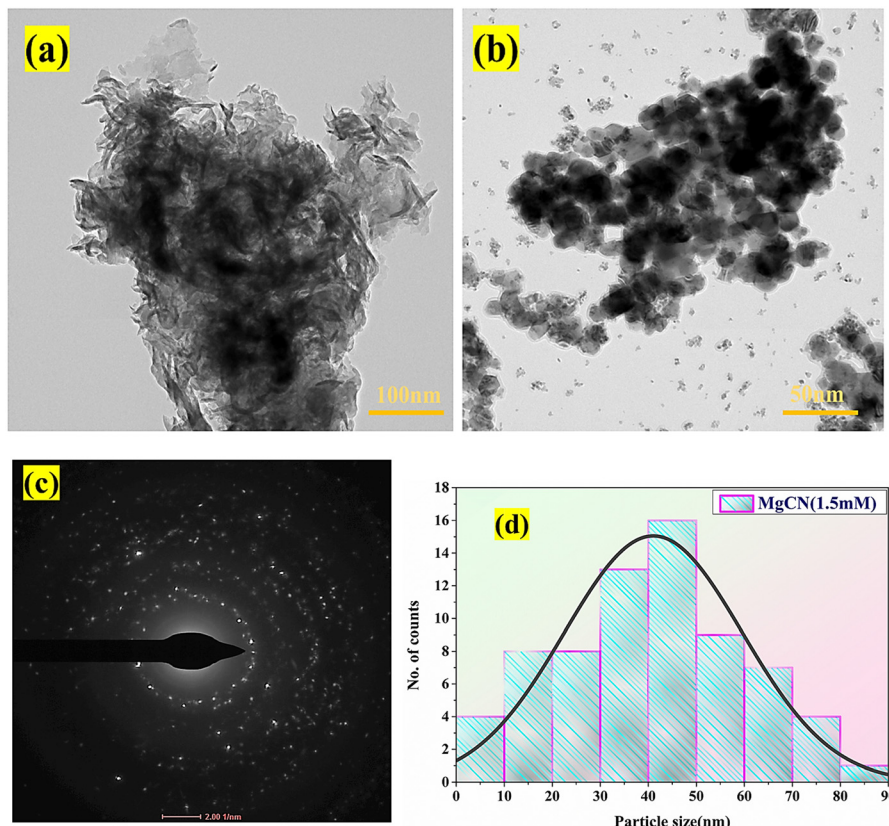 (a)
100nm
(b)
50nm
(c)
2.00 1/nm
(d)
MgCN(1.5mM)
No. of counts
18
16
14
12
10
8
6
4
2
0
0 10 20 30 40 50 60 70 80 90
Particle size(nm)